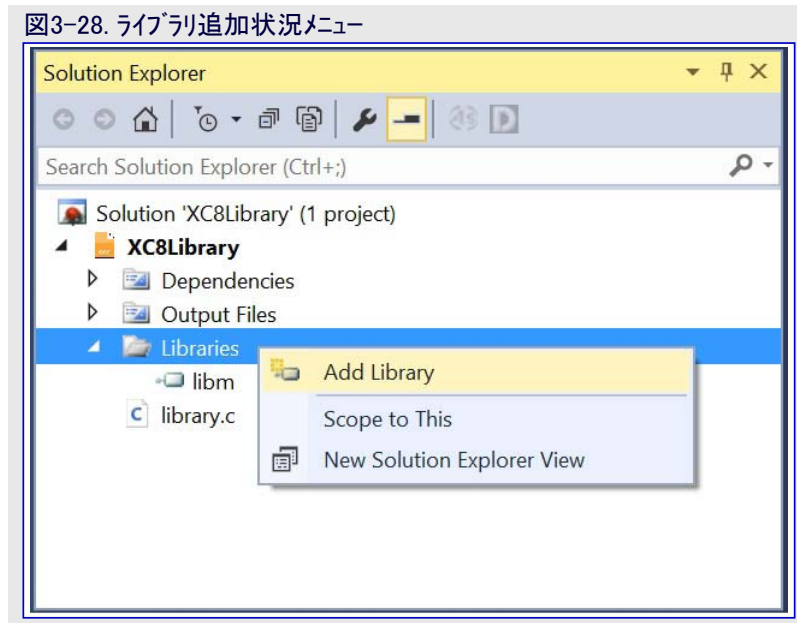 図3-28. ライブラリ追加状況メニュー
Solution Explorer
Search Solution Explorer (Ctrl+;)
Solution 'XC8Library' (1 project)
XC8Library
Dependencies
Output Files
Libraries
Add Library
libm
library.c
Scope to This
New Solution Explorer View